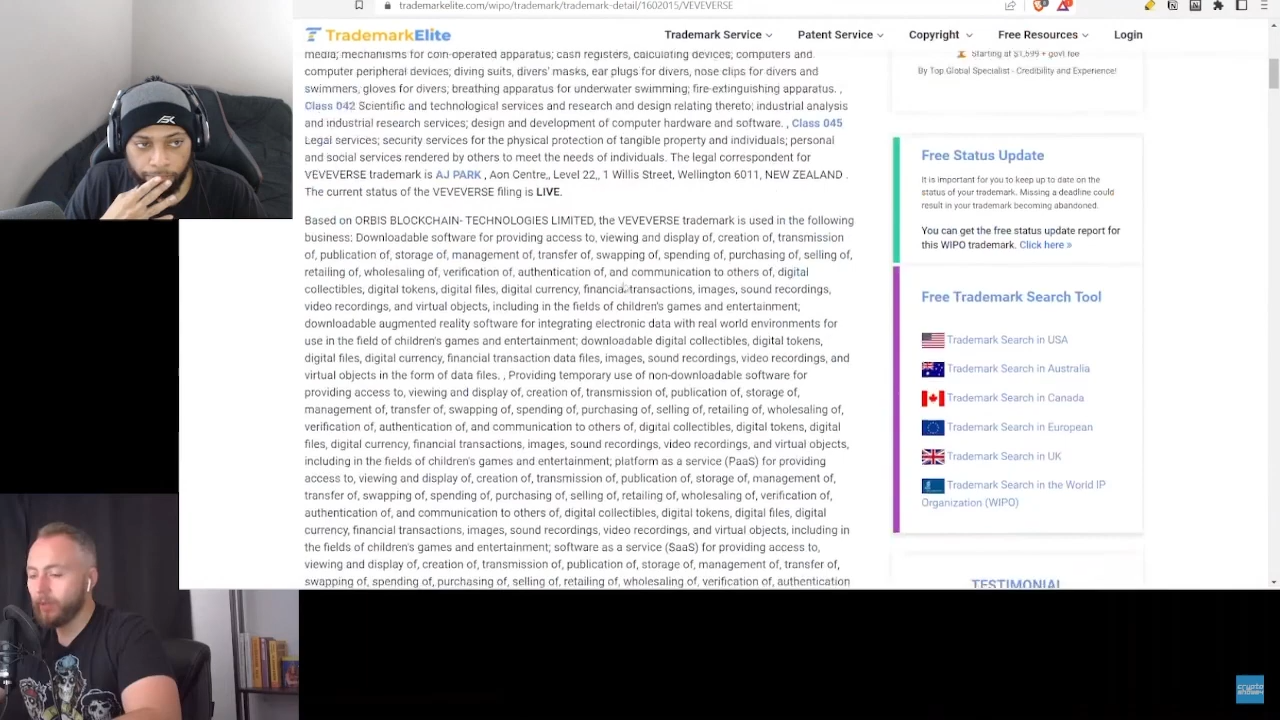 trademarkelite.com/wipo/trademark/trademark-detail/1602015/VEVEVERSE
TrademarkElite
Trademark Service
Patent Service
Copyright
Free Resources
Login
media; mechanisms for coin-operated apparatus; cash registers, calculating devices; computers and
computer peripheral devices; diving suits, divers' masks, ear plugs for divers, nose clips for divers and
swimmers, gloves for divers; breathing apparatus for underwater swimming; fire-extinguishing apparatus. ,
Class 042 Scientific and technological services and research and design relating thereto; industrial analysis
and industrial research services; design and development of computer hardware and software. , Class 045
Legal services; security services for the physical protection of tangible property and individuals; personal
and social services rendered by others to meet the needs of individuals. The legal correspondent for
VEVEVERSE trademark is AJ PARK , Aon Centre,, Level 22,, 1 Willis Street, Wellington 6011, NEW ZEALAND .
The current status of the VEVEVERSE filing is LIVE.
Based on ORBIS BLOCKCHAIN- TECHNOLOGIES LIMITED, the VEVEVERSE trademark is used in the following
business: Downloadable software for providing access to, viewing and display of, creation of, transmission
of, publication of, storage of, management of, transfer of, swapping of, spending of, purchasing of, selling of,
retailing of, wholesaling of, verification of, authentication of, and communication to others of, digital
collectibles, digital tokens, digital files, digital currency, financial transactions, images, sound recordings,
video recordings, and virtual objects, including in the fields of children's games and entertainment;
downloadable augmented reality software for integrating electronic data with real world environments for
use in the field of children's games and entertainment; downloadable digital collectibles, digital tokens,
digital files, digital currency, financial transaction data files, images, sound recordings, video recordings, and
virtual objects in the form of data files. , Providing temporary use of non-downloadable software for
providing access to, viewing and display of, creation of, transmission of, publication of, storage of,
management of, transfer of, swapping of, spending of, purchasing of, selling of, retailing of, wholesaling of,
verification of, authentication of, and communication to others of, digital collectibles, digital tokens, digital
files, digital currency, financial transactions, images, sound recordings, video recordings, and virtual objects,
including in the fields of children's games and entertainment; platform as a service (PaaS) for providing
access to, viewing and display of, creation of, transmission of, publication of, storage of, management of,
transfer of, swapping of, spending of, purchasing of, selling of, retailing of, wholesaling of, verification of,
authentication of, and communication to others of, digital collectibles, digital tokens, digital files, digital
currency, financial transactions, images, sound recordings, video recordings, and virtual objects, including in
the fields of children's games and entertainment; software as a service (SaaS) for providing access to,
viewing and display of, creation of, transmission of, publication of, storage of, management of, transfer of,
swapping of, spending of, purchasing of, selling of, retailing of, wholesaling of, verification of, authentication
Starting at $1,599 + govt.fee
By Top Global Specialist - Credibility and Experience!
Free Status Update
It is important for you to keep up to date on the
status of your trademark. Missing a deadline could
result in your trademark becoming abandoned.
You can get the free status update report for
this WIPO trademark. Click here »
Free Trademark Search Tool
Trademark Search in USA
Trademark Search in Australia
Trademark Search in Canada
Trademark Search in European
Trademark Search in UK
Trademark Search in the World IP
Organization (WIPO)
TESTIMONIAL
crypto